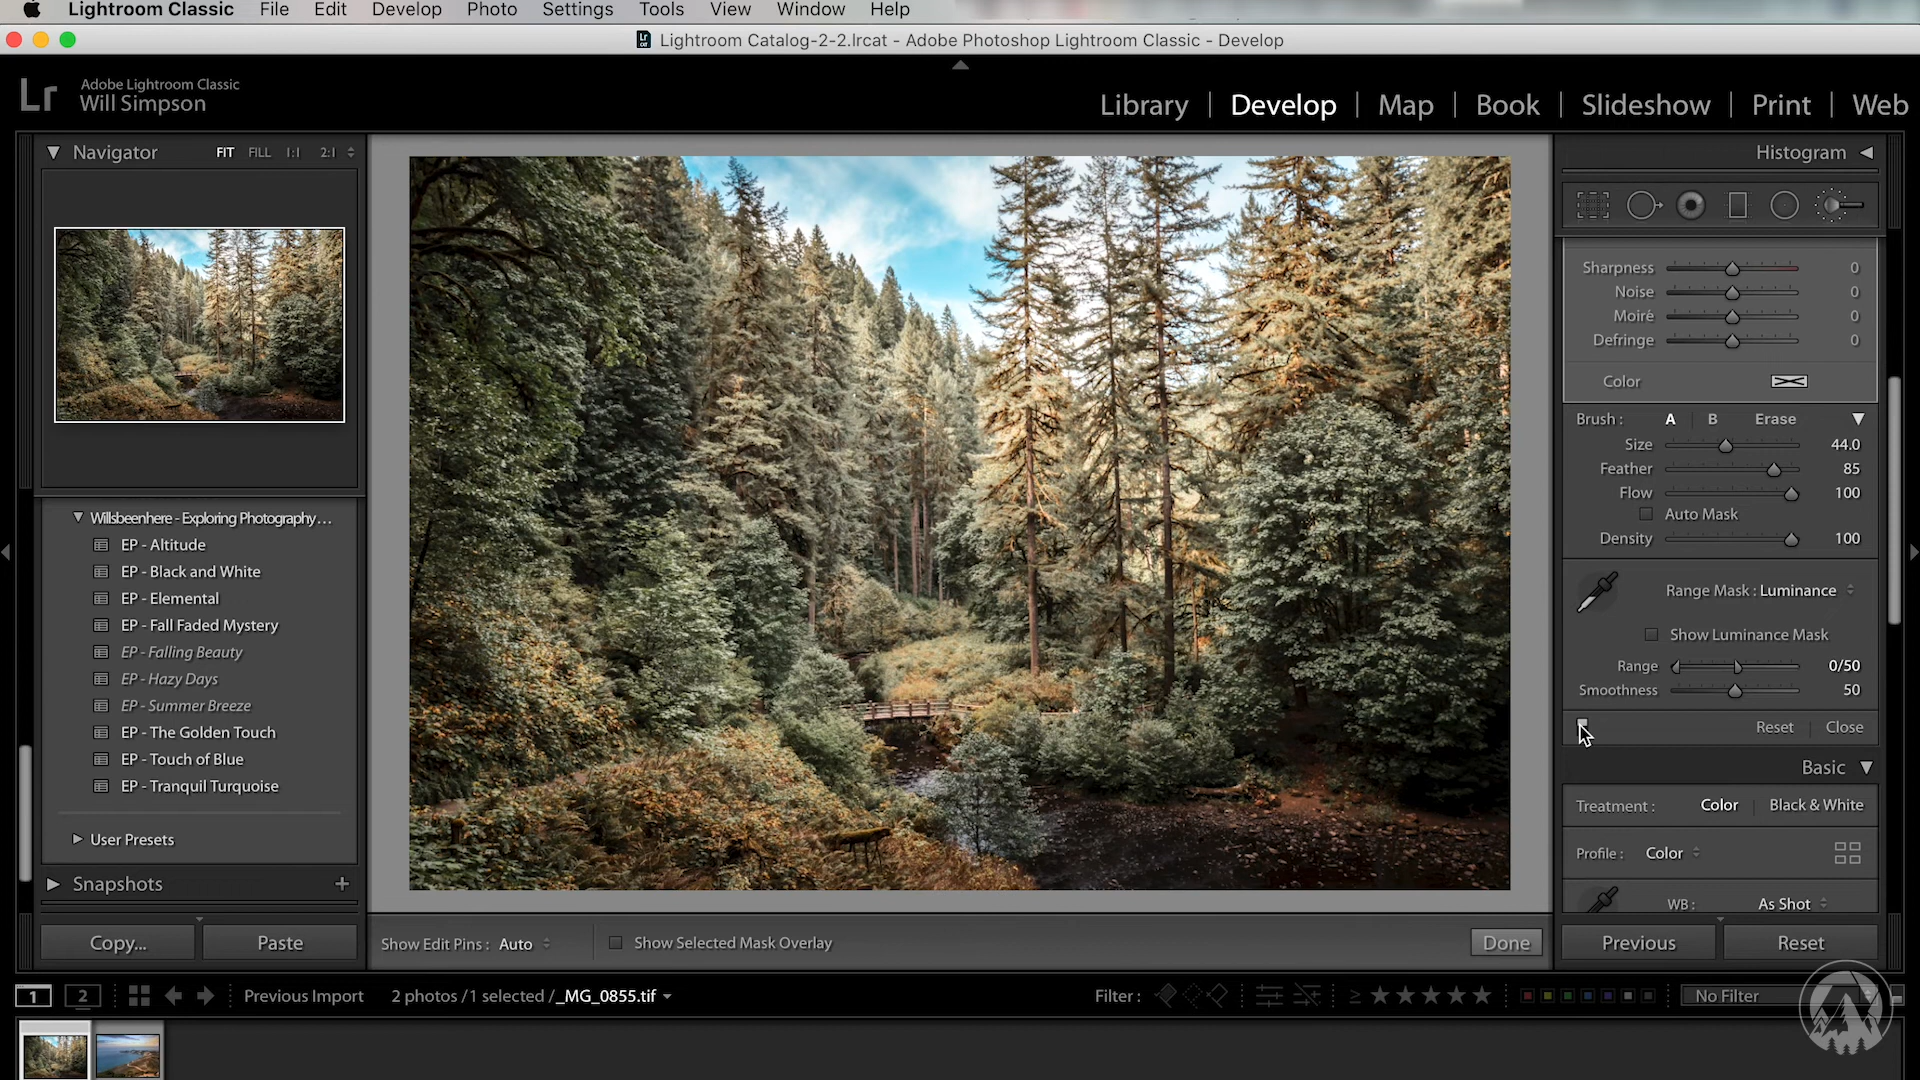 Lightroom Classic File Edit Develop Photo Settings Tools View Window Help
Lr Lightroom Catalog-2-2.lrcat - Adobe Photoshop Lightroom Classic - Develop
Lr Adobe Lightroom Classic
Will Simpson
Library | Develop | Map | Book | Slideshow | Print | Web
Navigator FIT FILL 1:1 2:1
Willsbeenhere - Exploring Photography…
EP - Altitude
EP - Black and White
EP - Elemental
EP - Fall Faded Mystery
EP - Falling Beauty
EP - Hazy Days
EP - Summer Breeze
EP - The Golden Touch
EP - Touch of Blue
EP - Tranquil Turquoise
User Presets
Snapshots +
Copy... Paste
Show Edit Pins : Auto Show Selected Mask Overlay Done
Histogram
Sharpness 0
Noise 0
Moiré 0
Defringe 0
Color
Brush : A B Erase
Size 44.0
Feather 85
Flow 100
Auto Mask
Density 100
Range Mask : Luminance
Show Luminance Mask
Range 0/50
Smoothness 50
Reset Close
Basic
Treatment : Color Black & White
Profile : Color
WB : As Shot
Previous Reset
1 2 Previous Import 2 photos /1 selected /_MG_0855.tif Filter : ≥ ★★★★★ No Filter